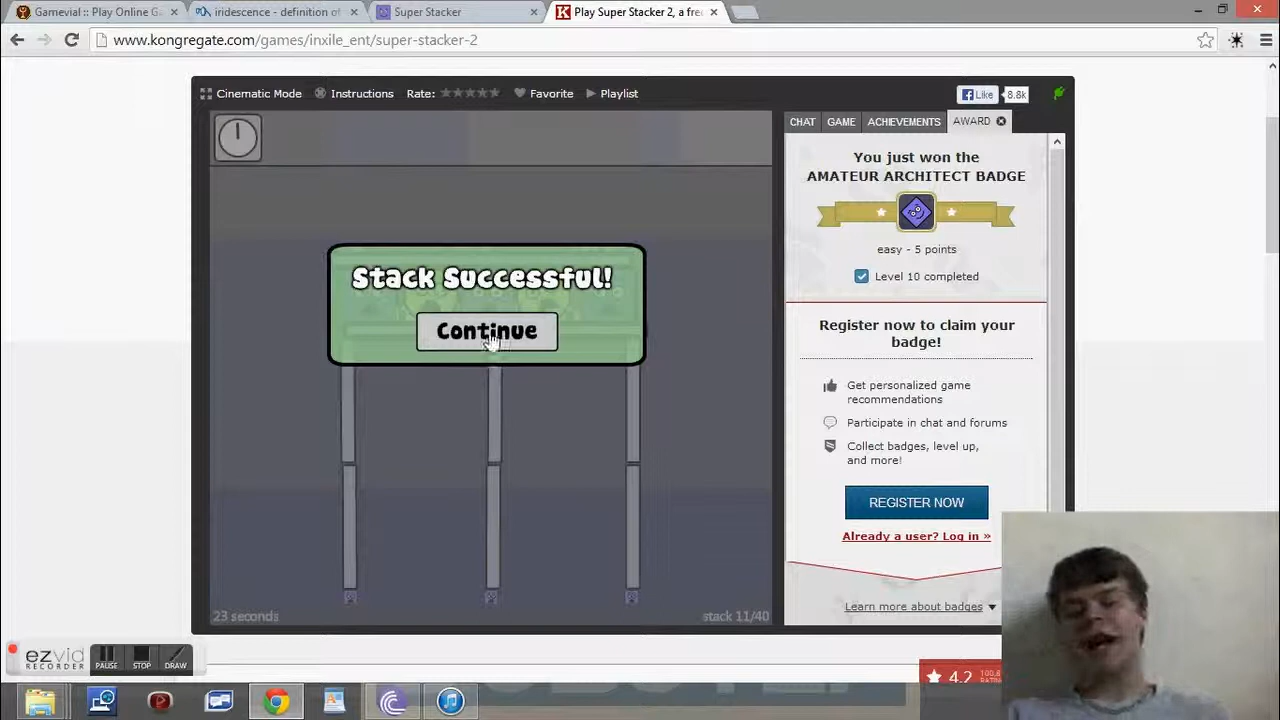 Gamevial :: Play Online G
iridescence - definition of
Super Stacker
Play Super Stacker 2, a fre
www.kongregate.com/games/inxile_ent/super-stacker-2
Cinematic Mode
Instructions
Rate:
Favorite
Playlist
Like
8.8k
CHAT
GAME
ACHIEVEMENTS
AWARD
You just won the
AMATEUR ARCHITECT BADGE
easy - 5 points
Level 10 completed
Stack Successful!
Continue
Register now to claim your
badge!
Get personalized game
recommendations
Participate in chat and forums
Collect badges, level up,
and more!
REGISTER NOW
Already a user? Log in »
Learn more about badges
23 seconds
stack 11/40
ezvid
RECORDER
PAUSE
STOP
DRAW
4.2